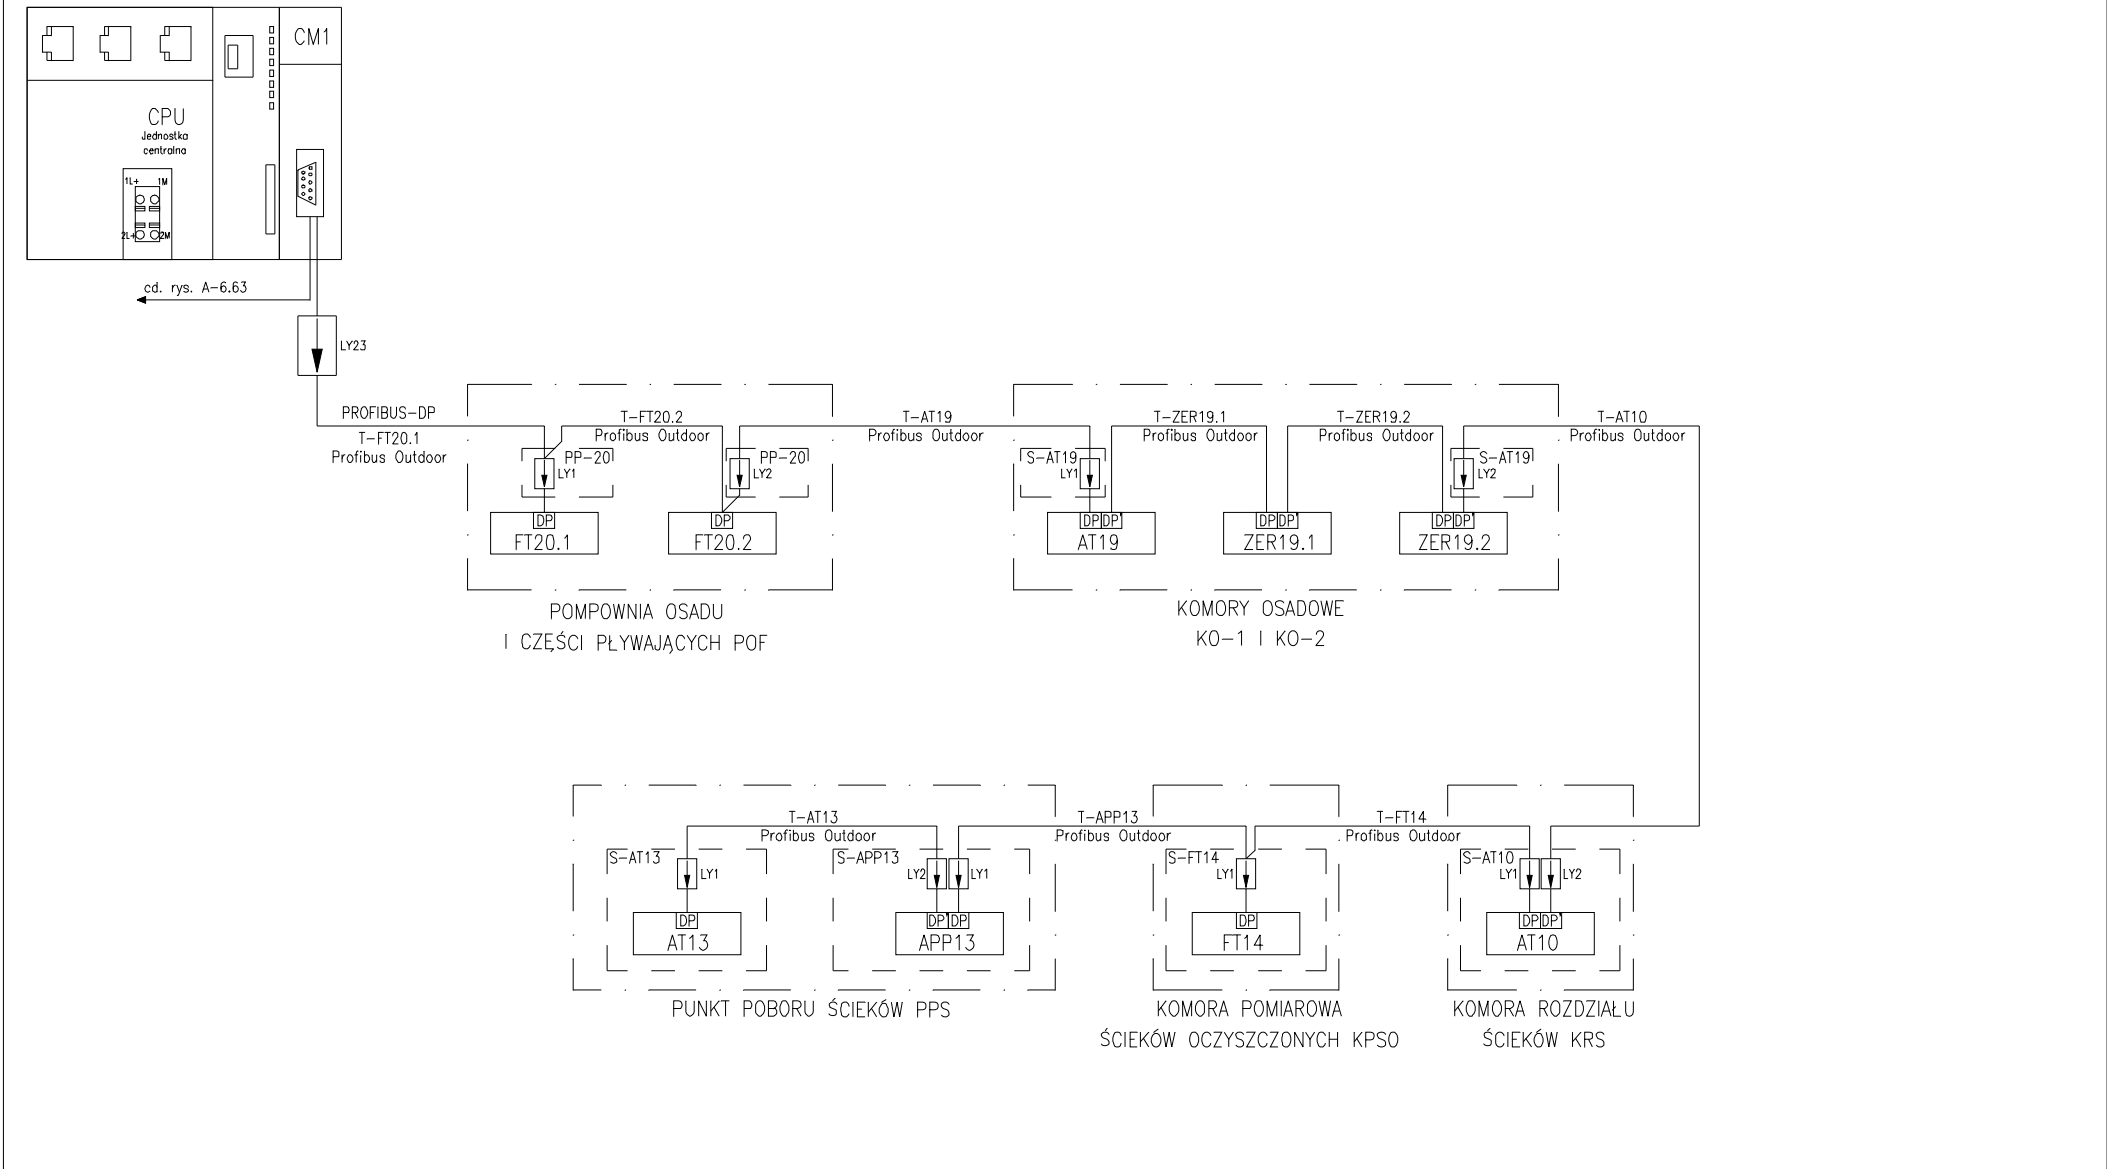 CM1
CPU
Jednostka
centralna
1L+ 1M
2L+ 2M
cd. rys. A-6.63
LY23
PROFIBUS-DP
T-FT20.1
Profibus Outdoor
T-FT20.2
Profibus Outdoor
T-AT19
Profibus Outdoor
T-ZER19.1
Profibus Outdoor
T-ZER19.2
Profibus Outdoor
T-AT10
Profibus Outdoor
PP-20
LY1
PP-20
LY2
S-AT19
LY1
S-AT19
LY2
DP
FT20.1
DP
FT20.2
DP DP'
AT19
DP DP'
ZER19.1
DP DP'
ZER19.2
POMPOWNIA OSADU
I CZĘŚCI PŁYWAJĄCYCH POF
KOMORY OSADOWE
KO-1 I KO-2
T-AT13
Profibus Outdoor
T-APP13
Profibus Outdoor
T-FT14
Profibus Outdoor
S-AT13
LY1
S-APP13
LY2 LY1
S-FT14
LY1
S-AT10
LY1 LY2
DP
AT13
DP' DP
APP13
DP
FT14
DP DP'
AT10
PUNKT POBORU ŚCIEKÓW PPS
KOMORA POMIAROWA
ŚCIEKÓW OCZYSZCZONYCH KPSO
KOMORA ROZDZIAŁU
ŚCIEKÓW KRS